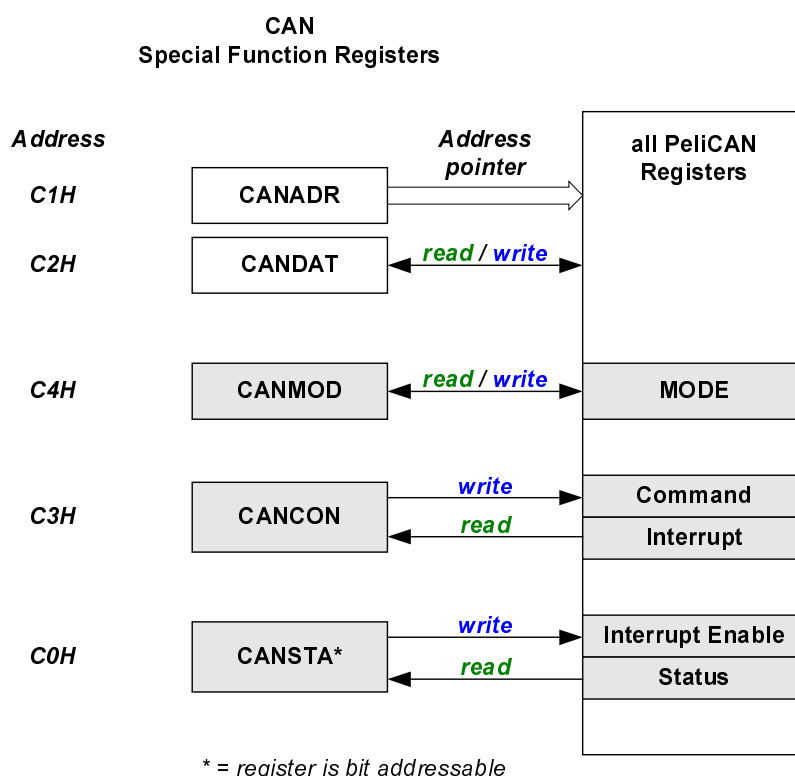 CAN
Special Function Registers
Address
Address
pointer
all PeliCAN
Registers
C1H
CANADR
C2H
CANDAT
read / write
C4H
CANMOD
read / write
MODE
C3H
CANCON
write
read
Command
Interrupt
C0H
CANSTA*
write
read
Interrupt Enable
Status
* = register is bit addressable